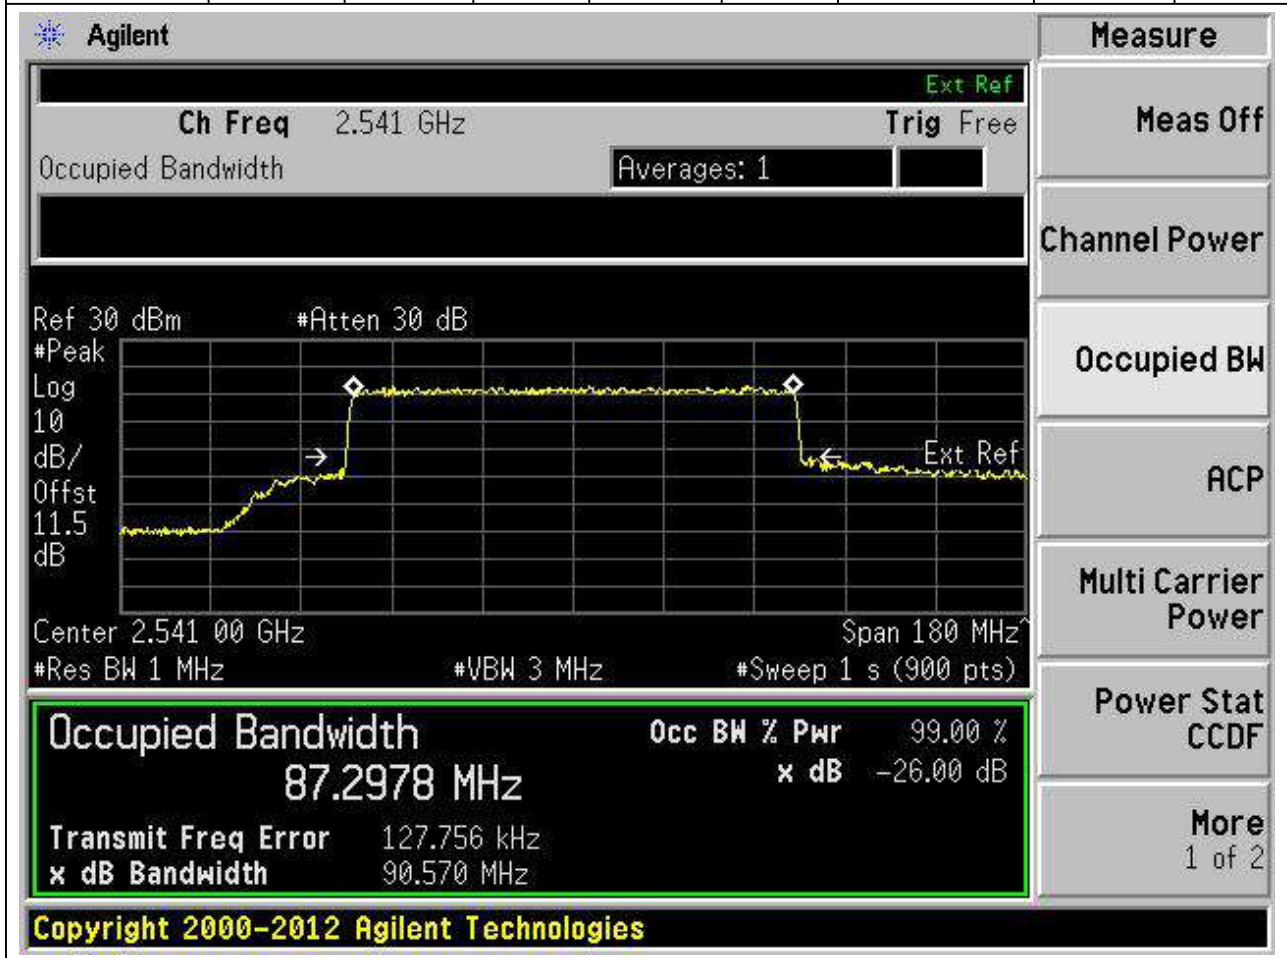 Agilent
Measure
Ext Ref
Ch Freq 2.541 GHz Trig Free
Meas Off
Occupied Bandwidth Averages: 1
Channel Power
Ref 30 dBm #Atten 30 dB
#Peak
Log
10
dB/
Offst
11.5
dB
Ext Ref
Occupied BW
ACP
Center 2.541 00 GHz Span 180 MHz^
#Res BW 1 MHz #VBW 3 MHz #Sweep 1 s (900 pts)
Multi Carrier
Power
Occupied Bandwidth Occ BW % Pwr 99.00 %
87.2978 MHz x dB -26.00 dB
Transmit Freq Error 127.756 kHz
x dB Bandwidth 90.570 MHz
Power Stat
CCDF
More
1 of 2
Copyright 2000-2012 Agilent Technologies